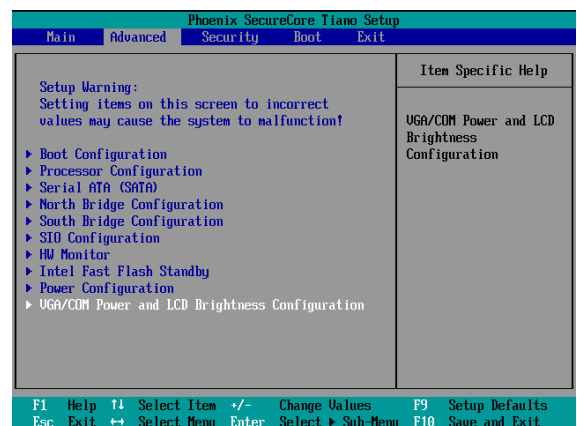 Phoenix SecureCore Tiano Setup
Main Advanced Security Boot Exit
Item Specific Help
Setup Warning:
Setting items on this screen to incorrect
values may cause the system to malfunction!
VGA/COM Power and LCD
Brightness
Configuration
▶ Boot Configuration
▶ Processor Configuration
▶ Serial ATA (SATA)
▶ North Bridge Configuration
▶ South Bridge Configuration
▶ SIO Configuration
▶ HW Monitor
▶ Intel Fast Flash Standby
▶ Power Configuration
▶ VGA/COM Power and LCD Brightness Configuration
F1 Help ↑↓ Select Item +/- Change Values F9 Setup Defaults
Esc Exit ↔ Select Menu Enter Select ▶ Sub-Menu F10 Save and Exit